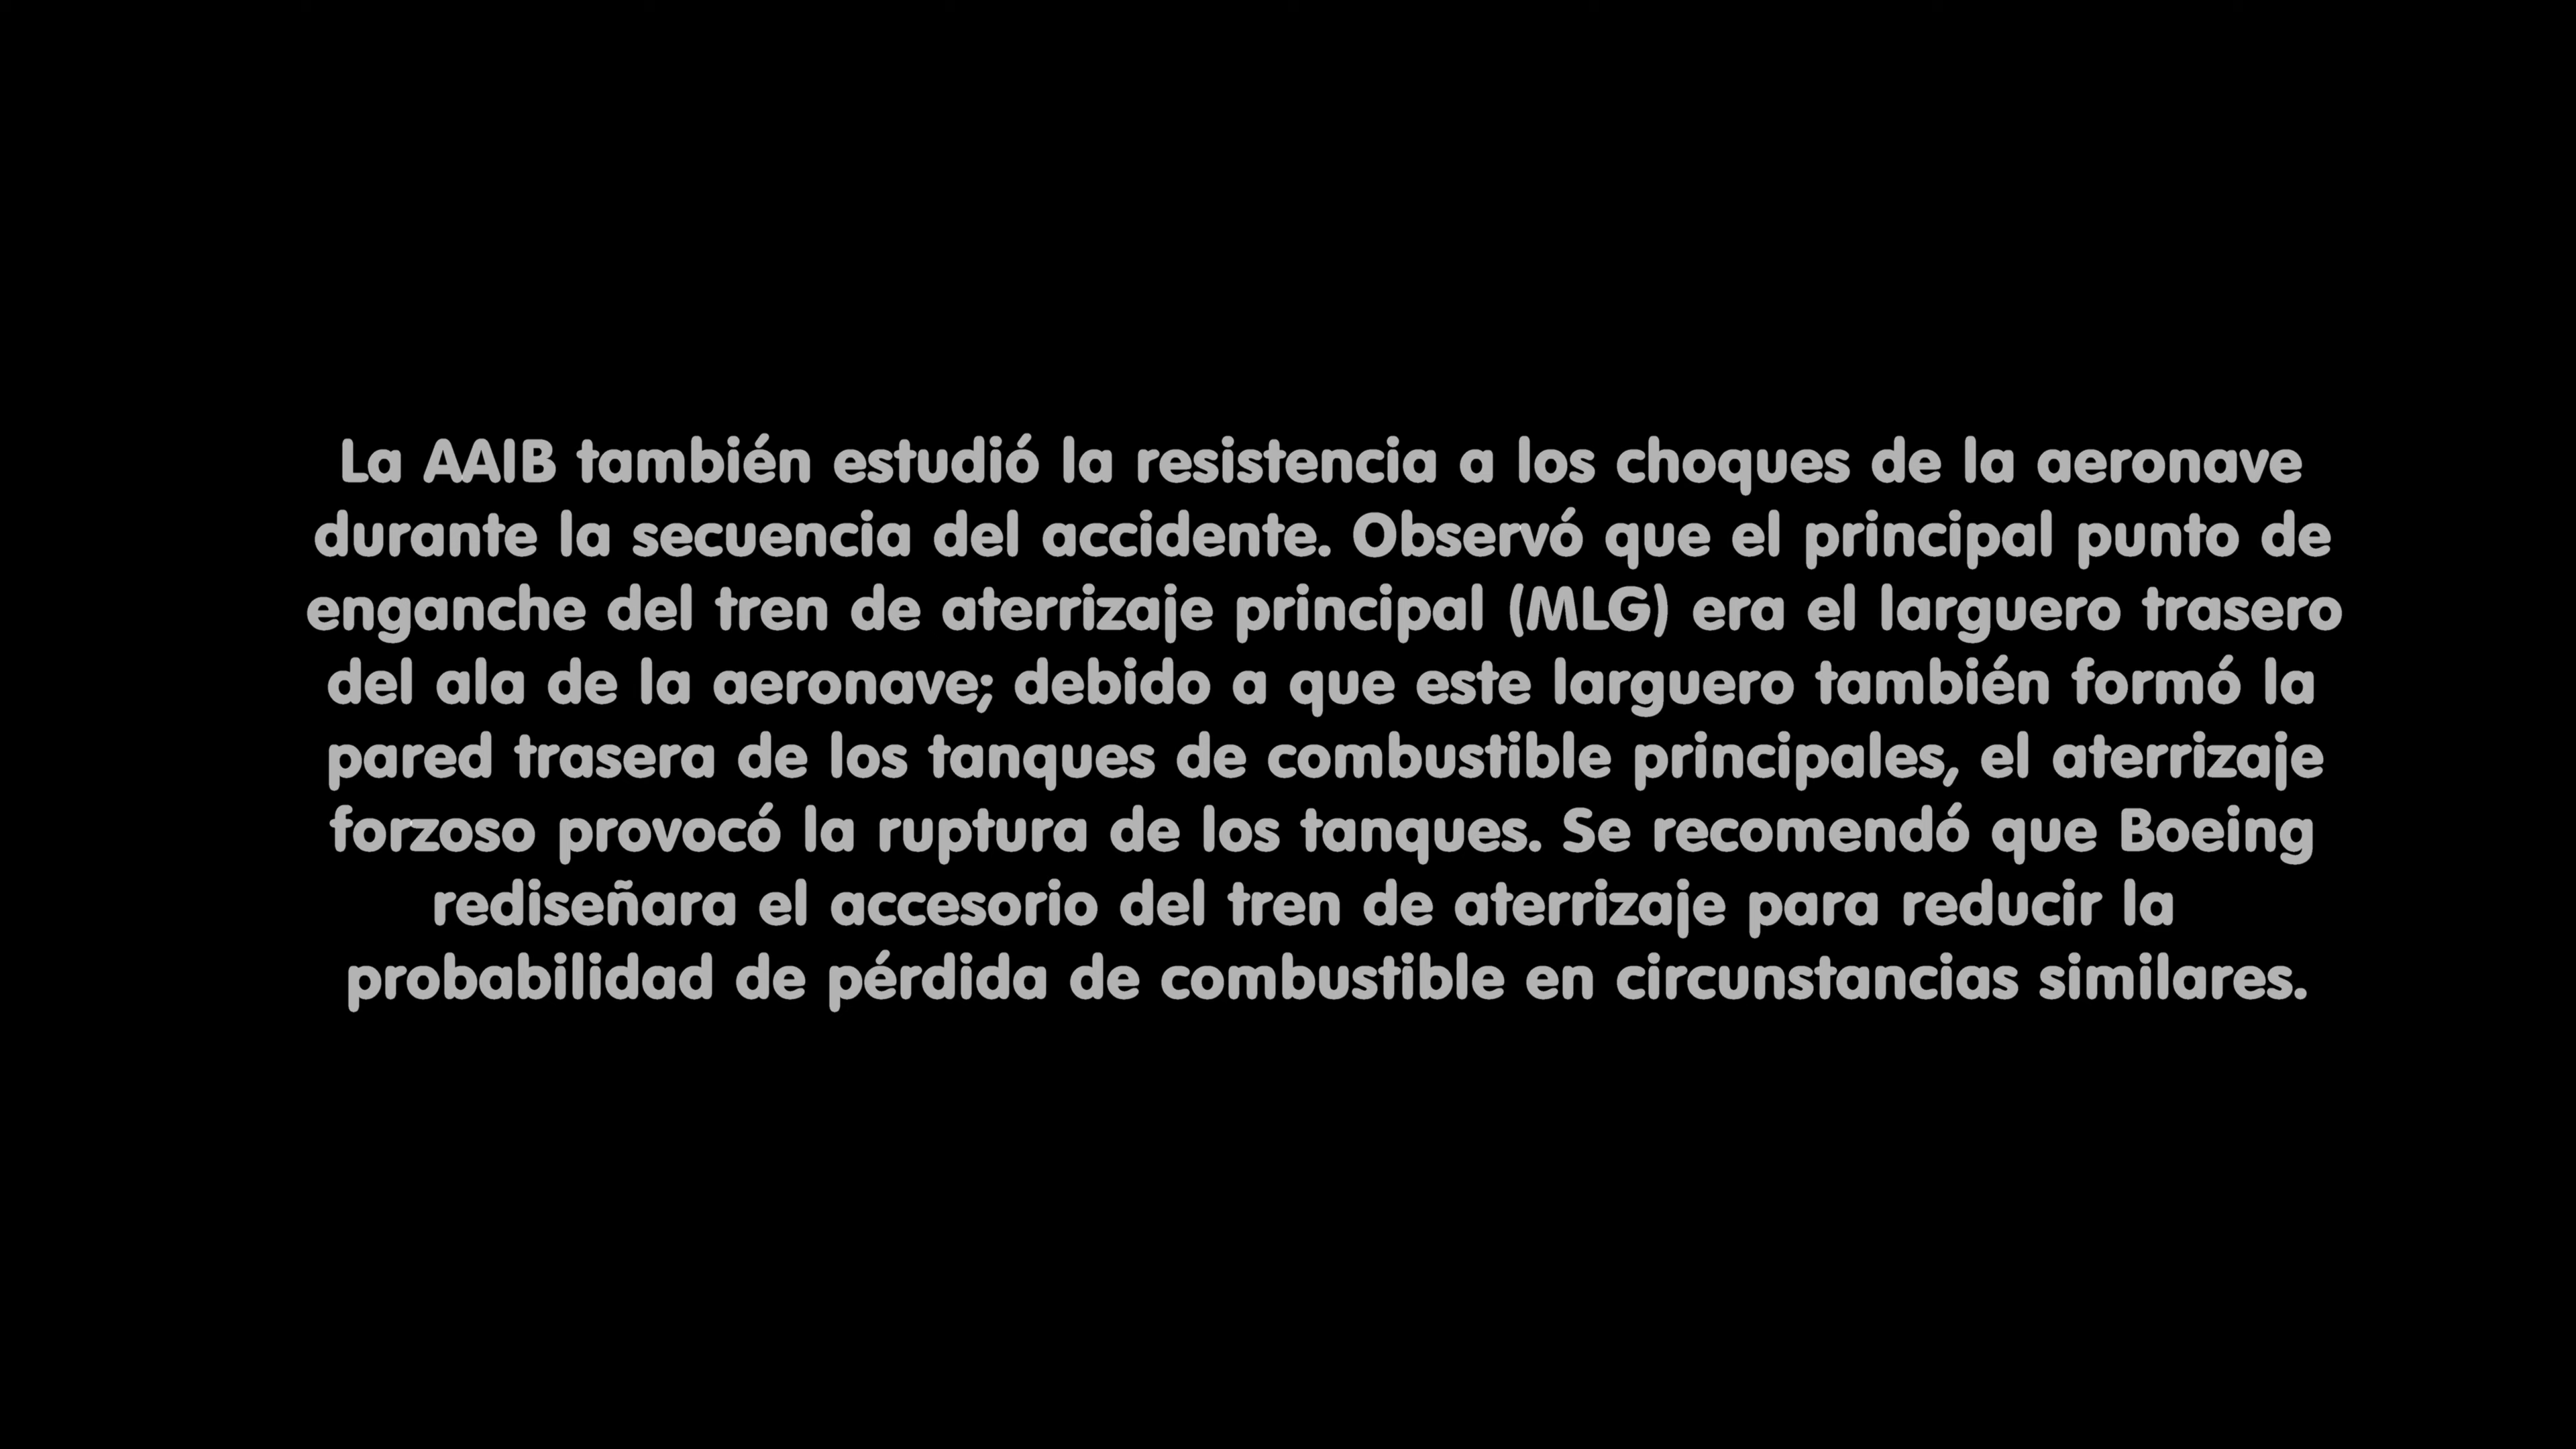 La AAIB también estudió la resistencia a los choques de la aeronave
durante la secuencia del accidente. Observó que el principal punto de
enganche del tren de aterrizaje principal (MLG) era el larguero trasero
del ala de la aeronave; debido a que este larguero también formó la
pared trasera de los tanques de combustible principales, el aterrizaje
forzoso provocó la ruptura de los tanques. Se recomendó que Boeing
rediseñara el accesorio del tren de aterrizaje para reducir la
probabilidad de pérdida de combustible en circunstancias similares.